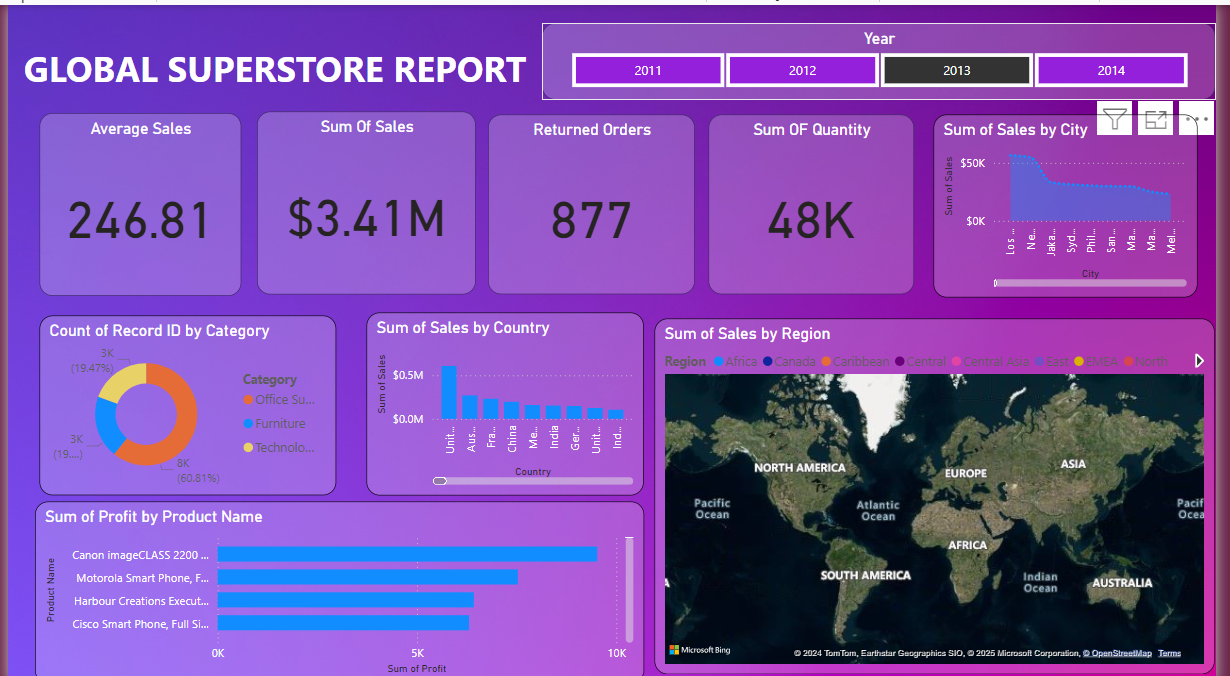 GLOBAL SUPERSTORE REPORT
Year
2011 2012 2013 2014
Average Sales
246.81
Sum Of Sales
$3.41M
Returned Orders
877
Sum OF Quantity
48K
Sum of Sales by City
Sum of Sales
$50K
$0K
Los ... Ne... Jaka... Syd... Phil... San... Ma... Ma... Mel...
City
Count of Record ID by Category
3K
(19.47%)
3K
(19....)
8K
(60.81%)
Category
Office Su...
Furniture
Technolo...
Sum of Sales by Country
Sum of Sales
$0.5M
$0.0M
Unit... Aus... Fra... China Me... India Ger... Unit... Ind...
Country
Sum of Sales by Region
Region Africa Canada Caribbean Central Central Asia East EMEA North
NORTH AMERICA
EUROPE
ASIA
Pacific
Ocean
Atlantic
Ocean
Pacif
Ocea
AFRICA
SOUTH AMERICA
Indian
Ocean
AUSTRALIA
A
Microsoft Bing
© 2024 TomTom, Earthstar Geographics SIO, © 2025 Microsoft Corporation, © OpenStreetMap Terms
Sum of Profit by Product Name
Product Name
Canon imageCLASS 2200 ...
Motorola Smart Phone, F...
Harbour Creations Execut...
Cisco Smart Phone, Full Si...
0K 5K 10K
Sum of Profit